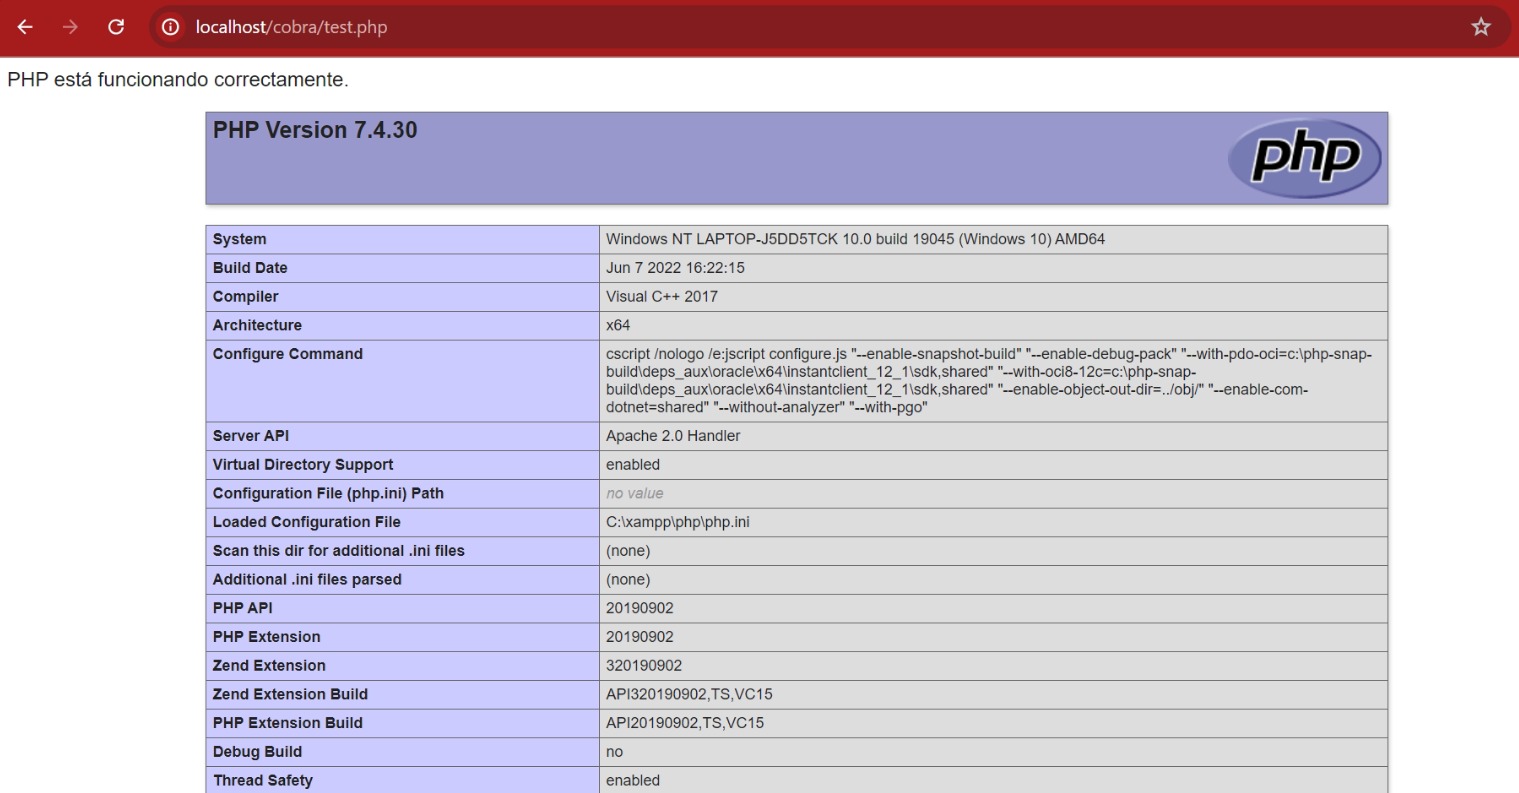 localhost/cobra/test.php
PHP está funcionando correctamente.
PHP Version 7.4.30
php
System Windows NT LAPTOP-J5DD5TCK 10.0 build 19045 (Windows 10) AMD64
Build Date Jun 7 2022 16:22:15
Compiler Visual C++ 2017
Architecture x64
Configure Command cscript /nologo /e:jscript configure.js "--enable-snapshot-build" "--enable-debug-pack" "--with-pdo-oci=c:\php-snap-
build\deps_aux\oracle\x64\instantclient_12_1\sdk,shared" "--with-oci8-12c=c:\php-snap-
build\deps_aux\oracle\x64\instantclient_12_1\sdk,shared" "--enable-object-out-dir=../obj/" "--enable-com-
dotnet=shared" "--without-analyzer" "--with-pgo"
Server API Apache 2.0 Handler
Virtual Directory Support enabled
Configuration File (php.ini) Path no value
Loaded Configuration File C:\xampp\php\php.ini
Scan this dir for additional .ini files (none)
Additional .ini files parsed (none)
PHP API 20190902
PHP Extension 20190902
Zend Extension 320190902
Zend Extension Build API320190902,TS,VC15
PHP Extension Build API20190902,TS,VC15
Debug Build no
Thread Safety enabled